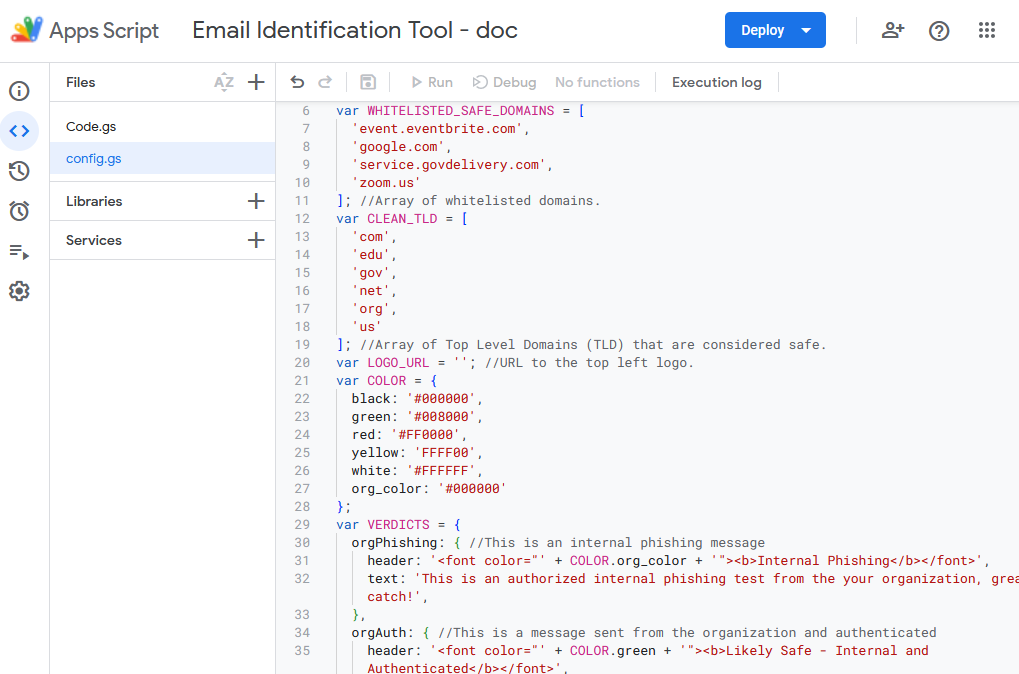 Apps Script
Email Identification Tool - doc
Deploy
Files
AZ
Run
Debug
No functions
Execution log
Code.gs
config.gs
Libraries
Services
6 var WHITELISTED_SAFE_DOMAINS = [
7 'event.eventbrite.com',
8 'google.com',
9 'service.govdelivery.com',
10 'zoom.us'
11 ]; //Array of whitelisted domains.
12 var CLEAN_TLD = [
13 'com',
14 'edu',
15 'gov',
16 'net',
17 'org',
18 'us'
19 ]; //Array of Top Level Domains (TLD) that are considered safe.
20 var LOGO_URL = ''; //URL to the top left logo.
21 var COLOR = {
22 black: '#000000',
23 green: '#008000',
24 red: '#FF0000',
25 yellow: 'FFFF00',
26 white: '#FFFFFF',
27 org_color: '#000000'
28 };
29 var VERDICTS = {
30 orgPhishing: { //This is an internal phishing message
31 header: '<font color="' + COLOR.org_color + '"><b>Internal Phishing</b></font>',
32 text: 'This is an authorized internal phishing test from the your organization, grea
catch!',
33 },
34 orgAuth: { //This is a message sent from the organization and authenticated
35 header: '<font color="' + COLOR.green + '"><b>Likely Safe - Internal and
Authenticated</b></font>',